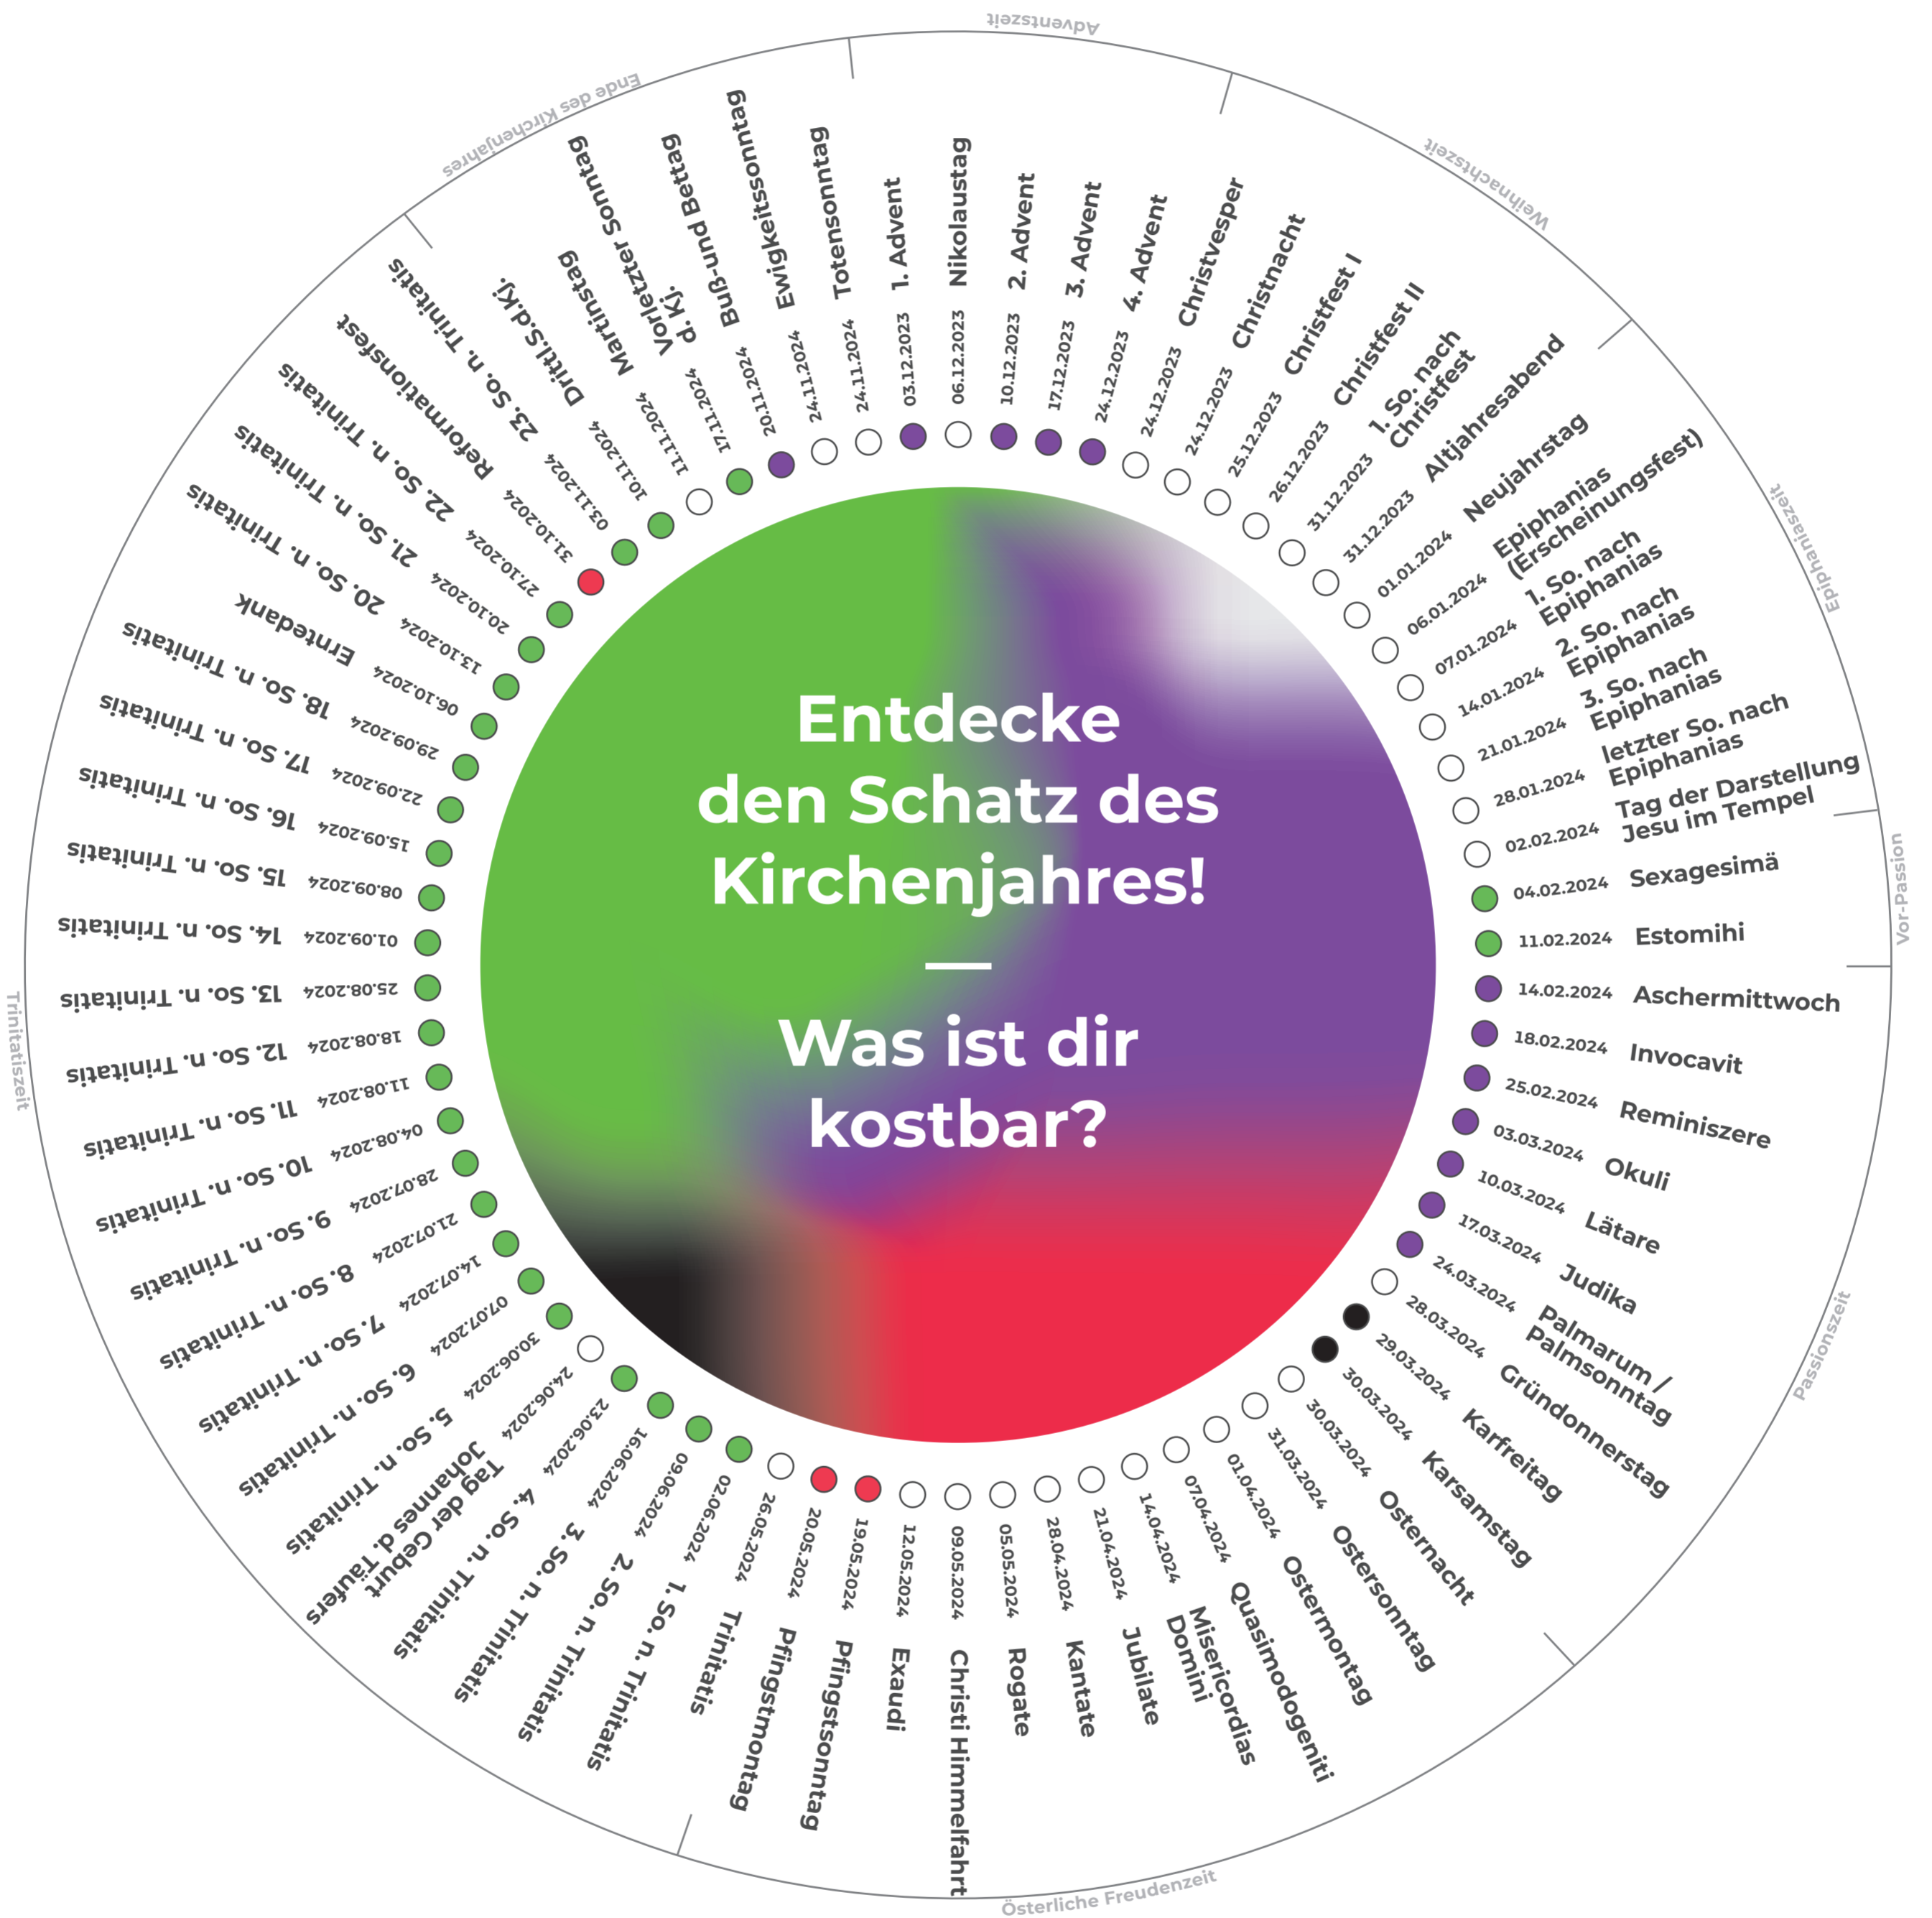 Entdecke
den Schatz des
Kirchenjahres!
Was ist dir
kostbar?
Adventszeit
03.12.2023 1. Advent
06.12.2023 Nikolaustag
10.12.2023 2. Advent
17.12.2023 3. Advent
24.12.2023 4. Advent
Weihnachtszeit
24.12.2023 Christvesper
24.12.2023 Christnacht
25.12.2023 Christfest I
26.12.2023 Christfest II
31.12.2023 1. So. nach
Christfest
31.12.2023 Altjahresabend
01.01.2024 Neujahrstag
Epiphaniaszeit
06.01.2024 Epiphanias
(Erscheinungsfest)
07.01.2024 1. So. nach
Epiphanias
14.01.2024 2. So. nach
Epiphanias
21.01.2024 3. So. nach
Epiphanias
28.01.2024 letzter So. nach
Epiphanias
02.02.2024 Tag der Darstellung
Jesu im Tempel
Vor-Passion
04.02.2024 Sexagesimä
11.02.2024 Estomihi
Passionszeit
14.02.2024 Aschermittwoch
18.02.2024 Invocavit
25.02.2024 Reminiszere
03.03.2024 Okuli
10.03.2024 Lätare
17.03.2024 Judika
24.03.2024 Palmarum /
Palmsonntag
28.03.2024 Gründonnerstag
29.03.2024 Karfreitag
30.03.2024 Karsamstag
Österliche Freudenzeit
30.03.2024 Osternacht
31.03.2024 Ostersonntag
01.04.2024 Ostermontag
07.04.2024 Quasimodogeniti
14.04.2024 Misericordias
Domini
21.04.2024 Jubilate
28.04.2024 Kantate
05.05.2024 Rogate
09.05.2024 Christi Himmelfahrt
12.05.2024 Exaudi
19.05.2024 Pfingstsonntag
20.05.2024 Pfingstmontag
Trinitatiszeit
26.05.2024 Trinitatis
02.06.2024 1. So. n. Trinitatis
09.06.2024 2. So. n. Trinitatis
16.06.2024 3. So. n. Trinitatis
23.06.2024 4. So. n. Trinitatis
24.06.2024 Tag der Geburt
Johannes d. Täufers
30.06.2024 5. So. n. Trinitatis
07.07.2024 6. So. n. Trinitatis
14.07.2024 7. So. n. Trinitatis
21.07.2024 8. So. n. Trinitatis
28.07.2024 9. So. n. Trinitatis
04.08.2024 10. So. n. Trinitatis
11.08.2024 11. So. n. Trinitatis
18.08.2024 12. So. n. Trinitatis
25.08.2024 13. So. n. Trinitatis
01.09.2024 14. So. n. Trinitatis
08.09.2024 15. So. n. Trinitatis
15.09.2024 16. So. n. Trinitatis
22.09.2024 17. So. n. Trinitatis
29.09.2024 18. So. n. Trinitatis
06.10.2024 Erntedank
13.10.2024 20. So. n. Trinitatis
20.10.2024 21. So. n. Trinitatis
27.10.2024 22. So. n. Trinitatis
31.10.2024 Reformationsfest
03.11.2024 23. So. n. Trinitatis
Ende des Kirchenjahres
10.11.2024 Drittl.S.d.Kj.
11.11.2024 Martinstag
17.11.2024 Vorletzter Sonntag
d. Kj.
20.11.2024 Buß-und Bettag
24.11.2024 Ewigkeitssonntag
24.11.2024 Totensonntag